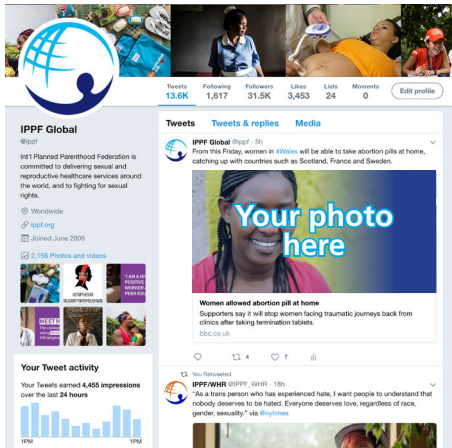 Tweets Following Followers Likes Lists Moments
13.6K 1,617 31.5K 3,453 24 0
Edit profile
IPPF Global
@ippf
Int'l Planned Parenthood Federation is
committed to delivering sexual and
reproductive healthcare services around
the world, and to fighting for sexual
rights.
Worldwide
ippf.org
Joined June 2009
2,156 Photos and videos
MEET M
Your Tweet activity
Your Tweets earned 4,455 impressions
over the last 24 hours
1PM 1PM
Tweets Tweets & replies Media
IPPF Global @ippf · 5h
From this Friday, women in #Wales will be able to take abortion pills at home,
catching up with countries such as Scotland, France and Sweden.
Your photo
here
Women allowed abortion pill at home
Supporters say it will stop women facing traumatic journeys back from
clinics after taking termination tablets.
bbc.co.uk
4 7
You Retweeted
IPPF/WHR @IPPF_WHR · 18h
"As a trans person who has experienced hate, I want people to understand that
nobody deserves to be hated. Everyone deserves love, regardless of race,
gender, sexuality." via @nytimes